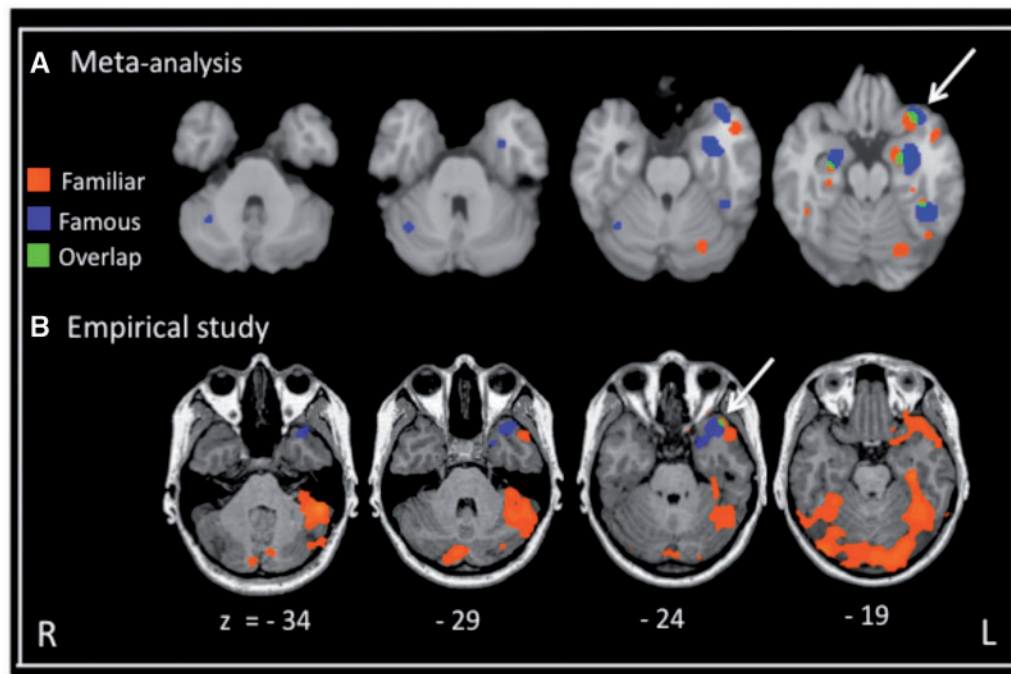 A Meta-analysis
Familiar
Famous
Overlap
B Empirical study
z = - 34
- 29
- 24
- 19
R
L